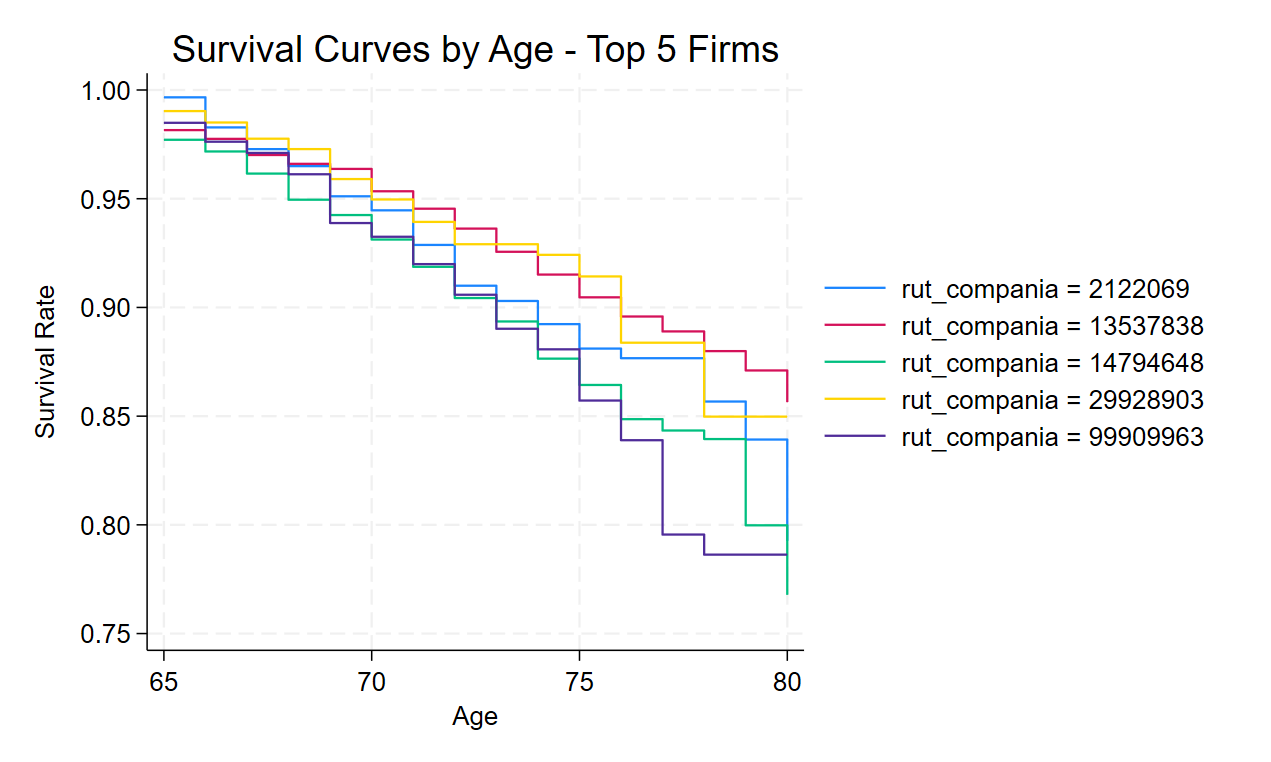 Survival Curves by Age - Top 5 Firms
1.00
0.95
0.90
0.85
0.80
0.75
Survival Rate
65 70 75 80
Age
rut_compania = 2122069
rut_compania = 13537838
rut_compania = 14794648
rut_compania = 29928903
rut_compania = 99909963